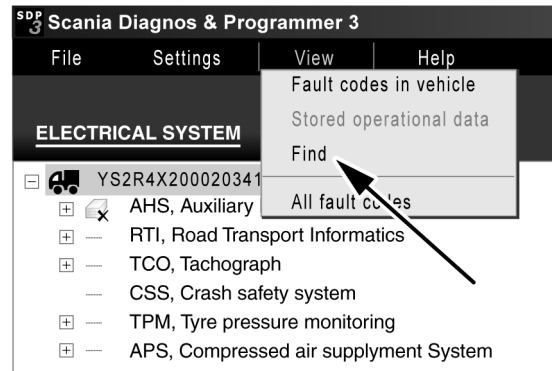 SDP 3 Scania Diagnos & Programmer 3
File Settings View Help
Fault codes in vehicle
Stored operational data
Find
All fault codes
ELECTRICAL SYSTEM
YS2R4X200020341
AHS, Auxiliary
RTI, Road Transport Informatics
TCO, Tachograph
CSS, Crash safety system
TPM, Tyre pressure monitoring
APS, Compressed air supplyment System